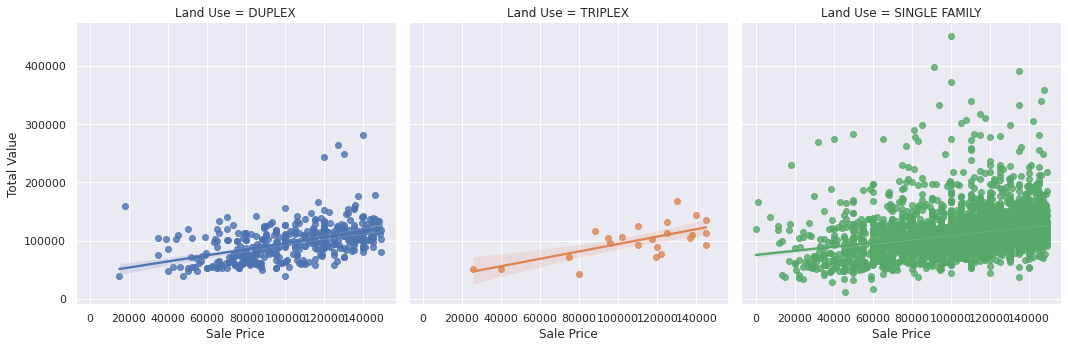 Land Use = DUPLEX
Land Use = TRIPLEX
Land Use = SINGLE FAMILY
Total Value
400000
300000
200000
100000
0
0 20000 40000 60000 80000 100000 120000 140000
0 20000 40000 60000 80000 100000 120000 140000
0 20000 40000 60000 80000 100000 120000 140000
Sale Price
Sale Price
Sale Price